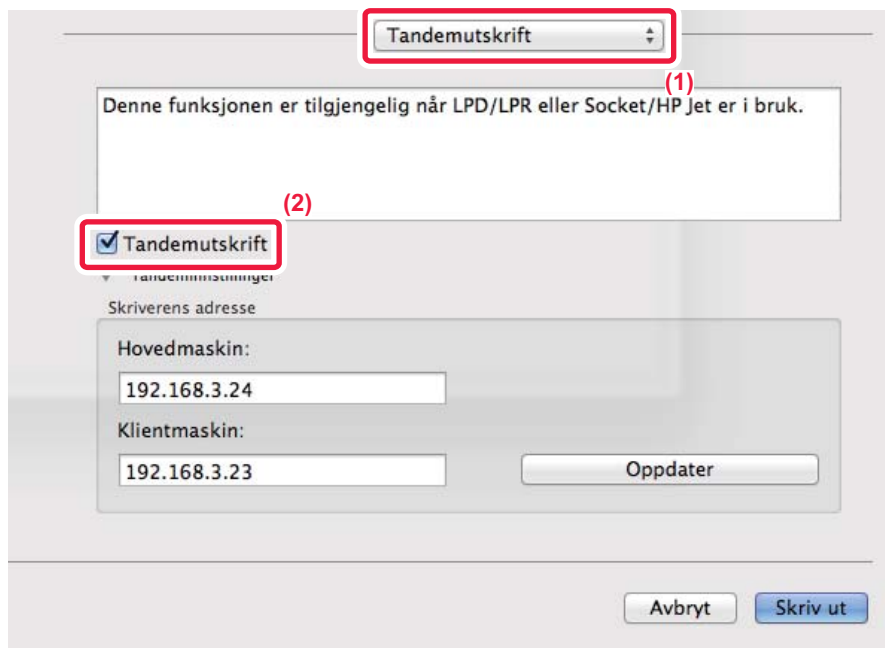 Tandemutskrift
(1)
Denne funksjonen er tilgjengelig når LPD/LPR eller Socket/HP Jet er i bruk.
(2)
Tandemutskrift
Skriverens adresse
Hovedmaskin:
192.168.3.24
Klientmaskin:
192.168.3.23
Oppdater
Avbryt
Skriv ut